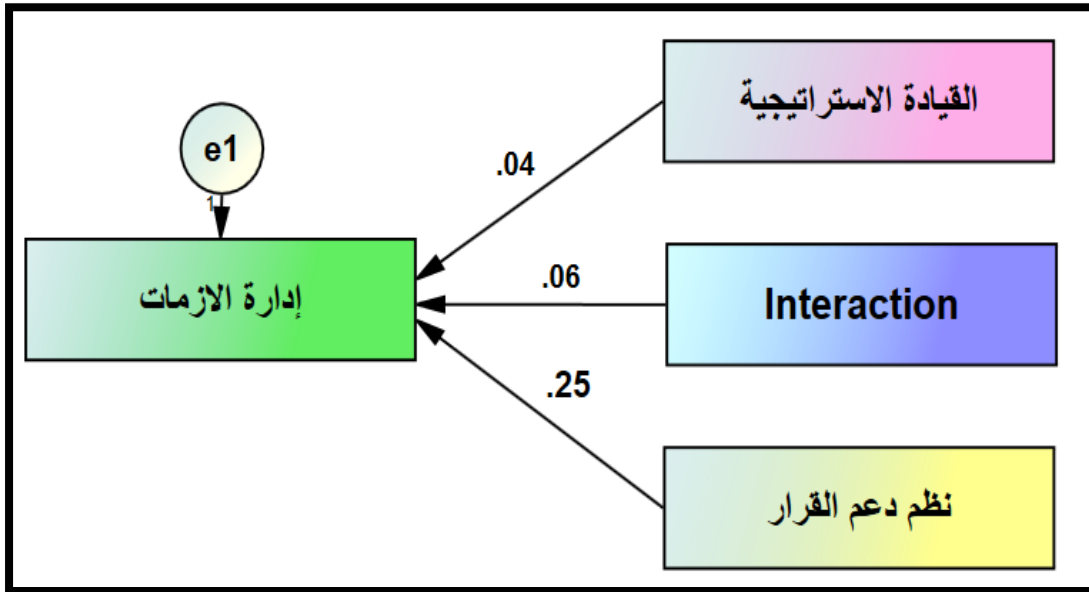 القيادة الاستراتيجية
e1
.04
1
إدارة الازمات
.06
Interaction
.25
نظم دعم القرار